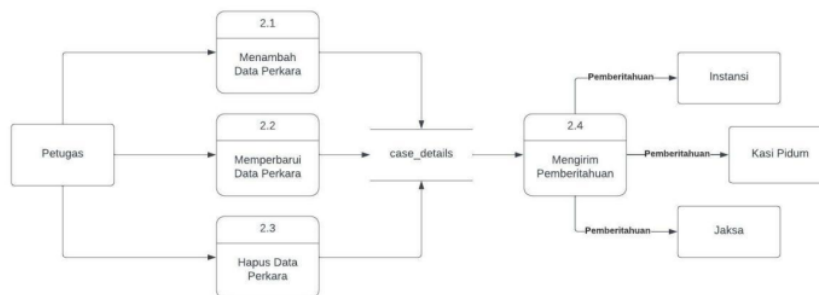 2.1
Menambah
Data Perkara
Petugas
2.2
Memperbarui
Data Perkara
2.3
Hapus Data
Perkara
case_details
2.4
Mengirim
Pemberitahuan
Pemberitahuan
Instansi
Pemberitahuan
Kasi Pidum
Pemberitahuan
Jaksa